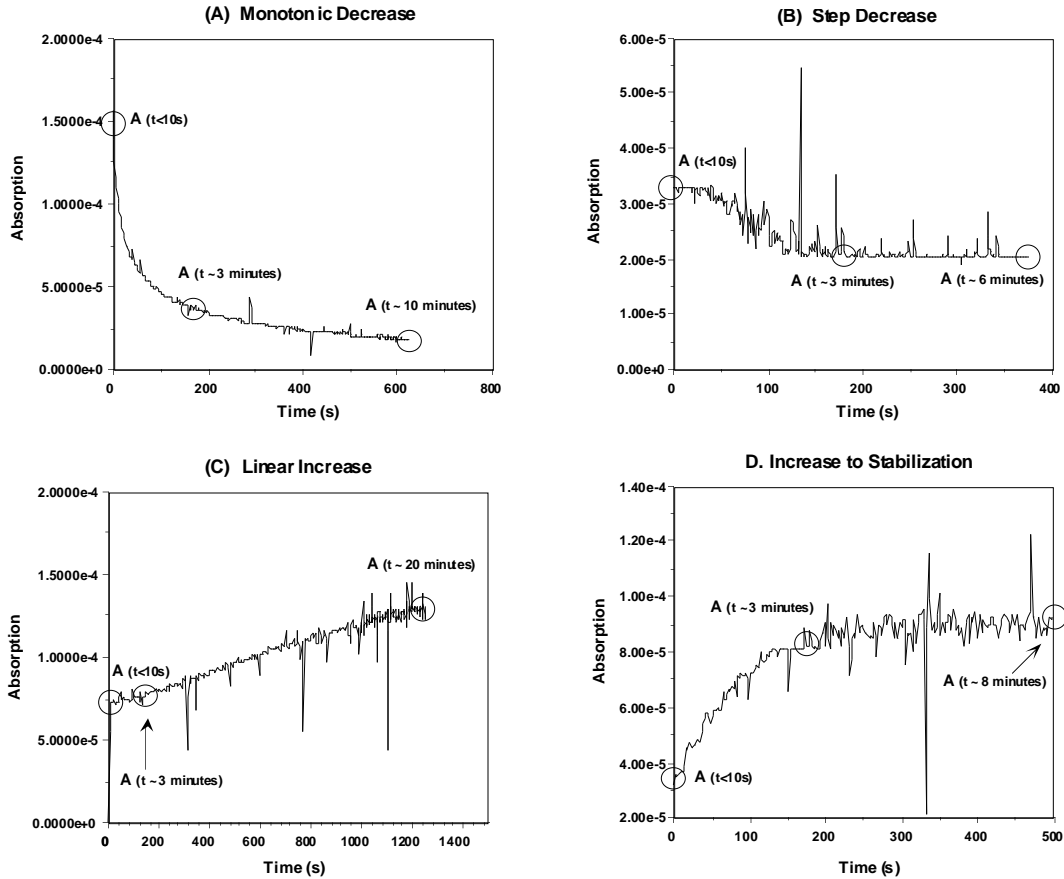 (A) Monotonic Decrease
2.0000e-4
1.5000e-4
1.0000e-4
5.0000e-5
0.0000e+0
Absorption
A (t<10s)
A (t ~3 minutes)
A (t ~ 10 minutes)
0 200 400 600 800
Time (s)
(B) Step Decrease
6.00e-5
5.00e-5
4.00e-5
3.00e-5
2.00e-5
1.00e-5
0.00e+0
Absorption
A (t<10s)
A (t ~3 minutes)
A (t ~ 6 minutes)
0 100 200 300 400
Time (s)
(C) Linear Increase
2.0000e-4
1.5000e-4
1.0000e-4
5.0000e-5
0.0000e+0
Absorption
A (t ~ 20 minutes)
A (t<10s)
A (t ~3 minutes)
0 0 200 400 600 800 1000 1200 1400
Time (s)
D. Increase to Stabilization
1.40e-4
1.20e-4
1.00e-4
8.00e-5
6.00e-5
4.00e-5
2.00e-5
Absorption
A (t ~3 minutes)
A (t ~ 8 minutes)
A (t<10s)
0 100 200 300 400 500
Time (s)